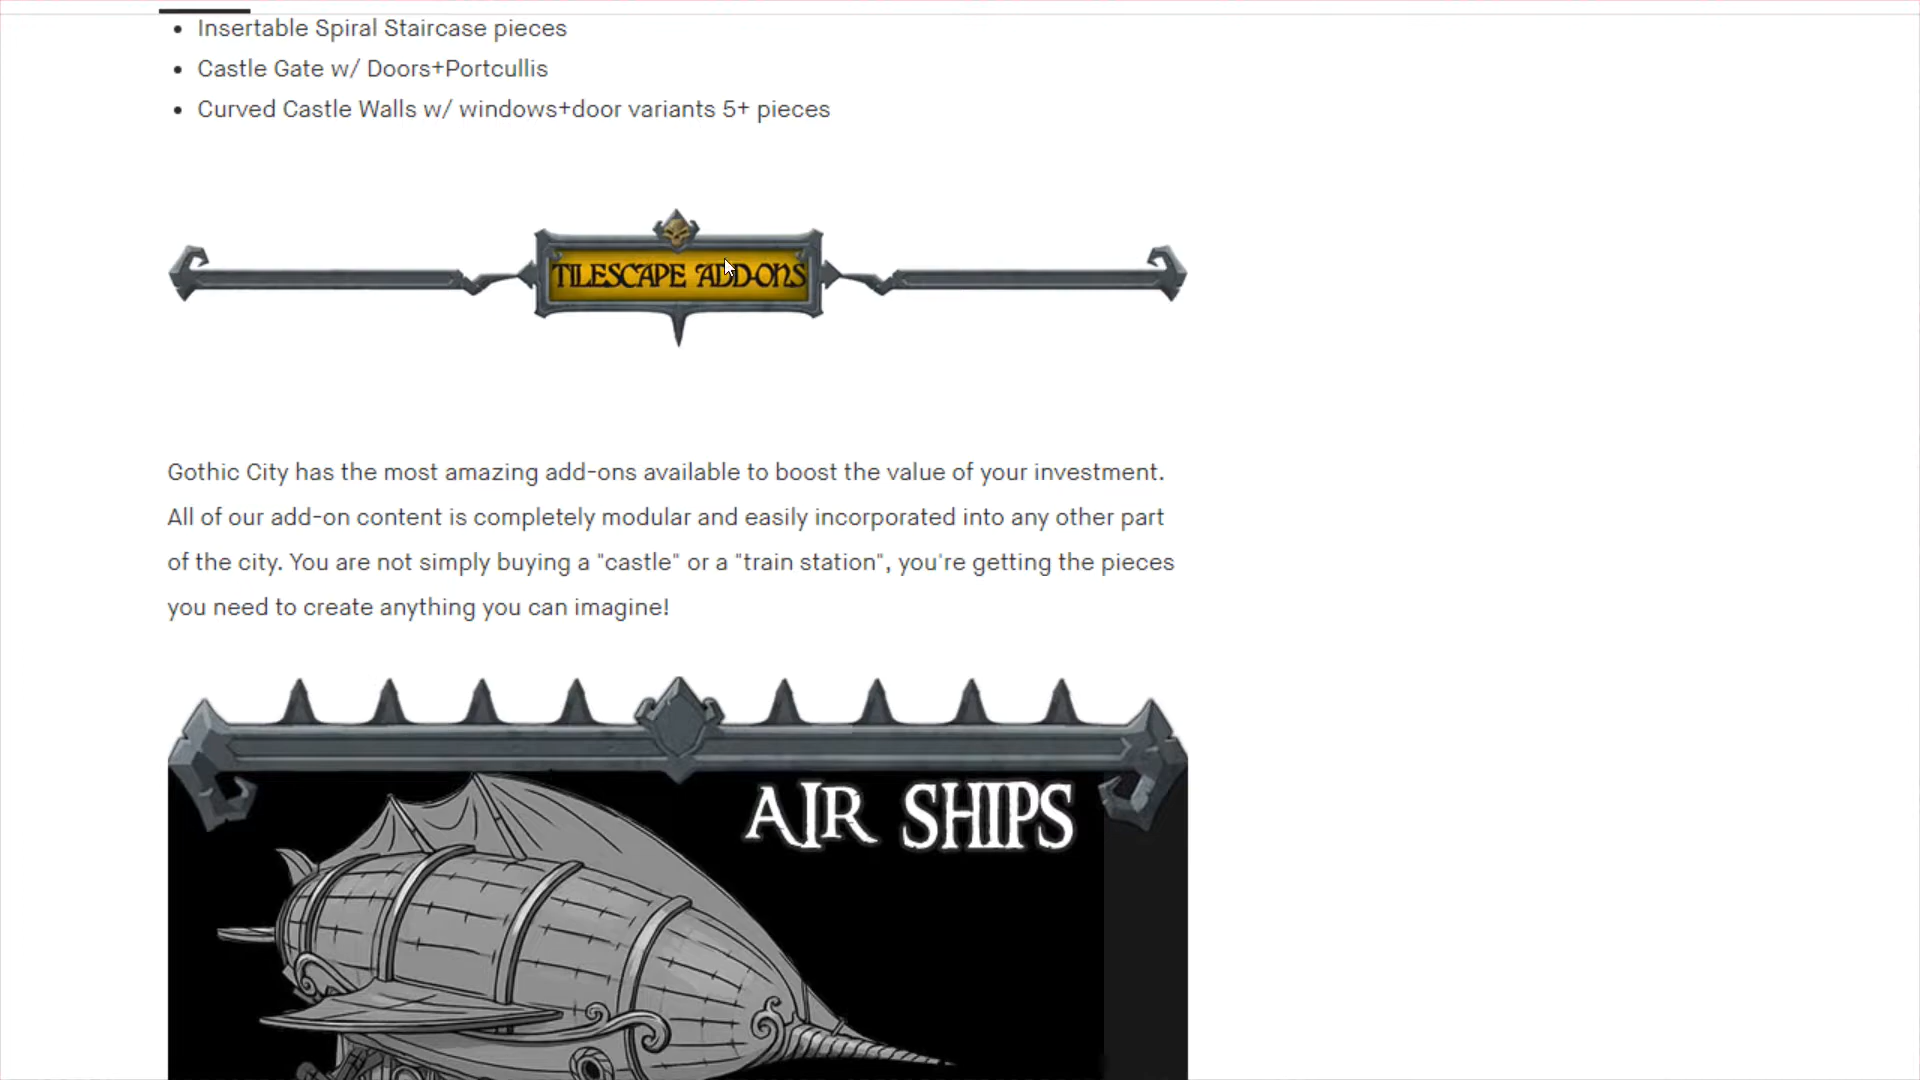 Insertable Spiral Staircase pieces
Castle Gate w/ Doors+Portcullis
Curved Castle Walls w/ windows+door variants 5+ pieces
TILESCAPE ADD-ONS
Gothic City has the most amazing add-ons available to boost the value of your investment.
All of our add-on content is completely modular and easily incorporated into any other part
of the city. You are not simply buying a "castle" or a "train station", you're getting the pieces
you need to create anything you can imagine!
AIR SHIPS